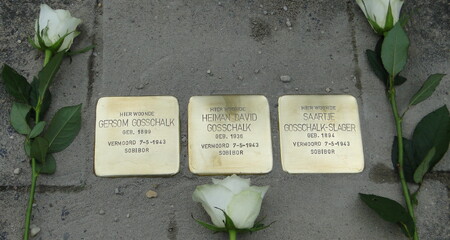 HIER WOONDE
GERSOM GOSSCHALK
GEB. 1898
VERMOORD 7-5-1943
SOBIBOR
HIER WOONDE
HEIMAN DAVID
GOSSCHALK
GEB. 1938
VERMOORD 7-5-1943
SOBIBOR
HIER WOONDE
SAARTJE
GOSSCHALK-SLAGER
GEB. 1894
VERMOORD 7-5-1943
SOBIBOR